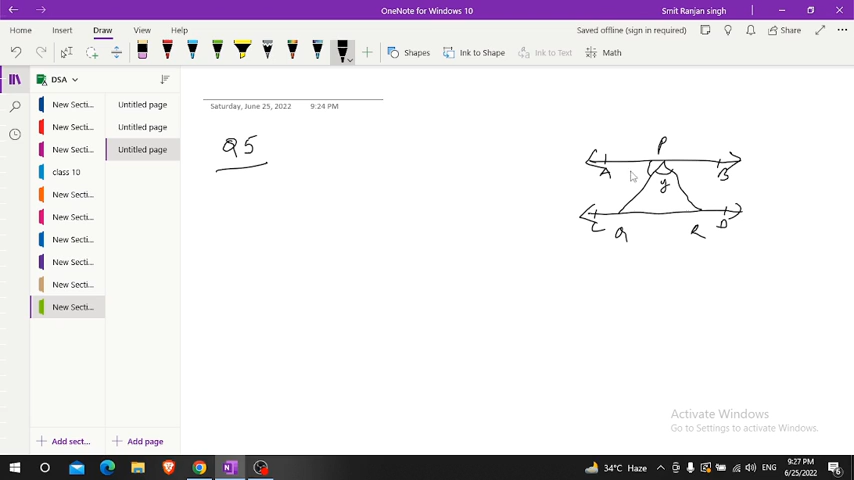 OneNote for Windows 10
Smit Ranjan singh
Home
Insert
Draw
View
Help
Saved offline (sign in required)
Share
Shapes
Ink to Shape
Ink to Text
Math
DSA
New Secti...
New Secti...
New Secti...
class 10
New Secti...
New Secti...
New Secti...
New Secti...
New Secti...
New Secti...
Add sect...
Untitled page
Untitled page
Untitled page
Add page
Saturday, June 25, 2022 9:24 PM
Q5
P
A
B
y
C
Q
R
D
Activate Windows
Go to Settings to activate Windows.
34°C Haze
ENG
9:27 PM
6/25/2022
6